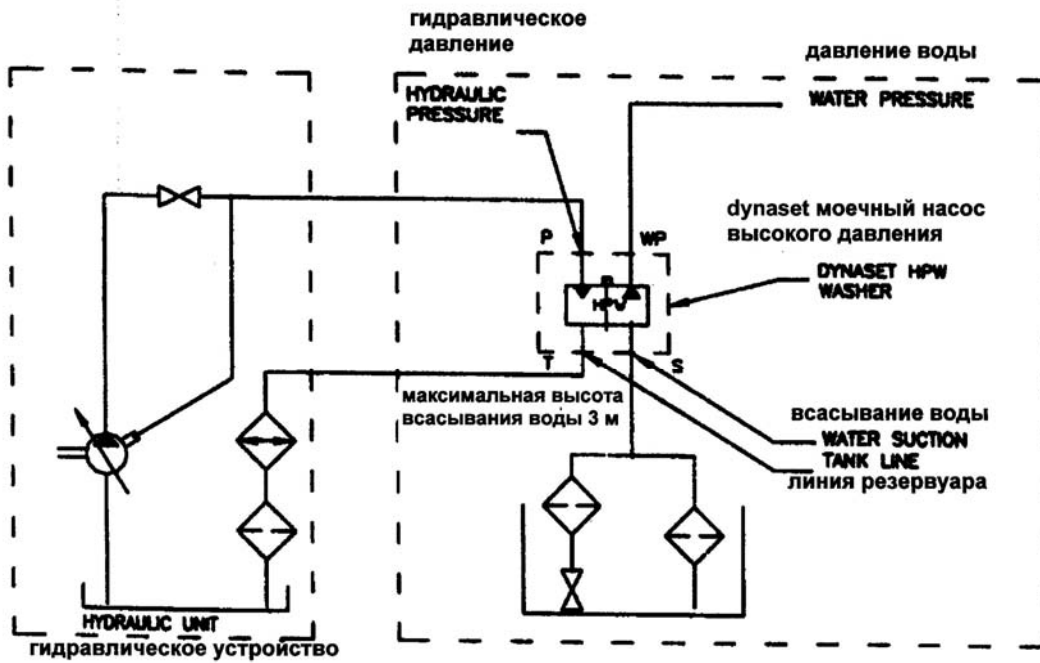 гидравлическое
давление
давление воды
HYDRAULIC
PRESSURE
WATER PRESSURE
dynaset моечный насос
высокого давления
P
WP
DYNASET HPW
WASHER
HPW
T
S
максимальная высота
всасывания воды 3 м
всасывание воды
WATER SUCTION
TANK LINE
линия резервуара
HYDRAULIC UNIT
гидравлическое устройство